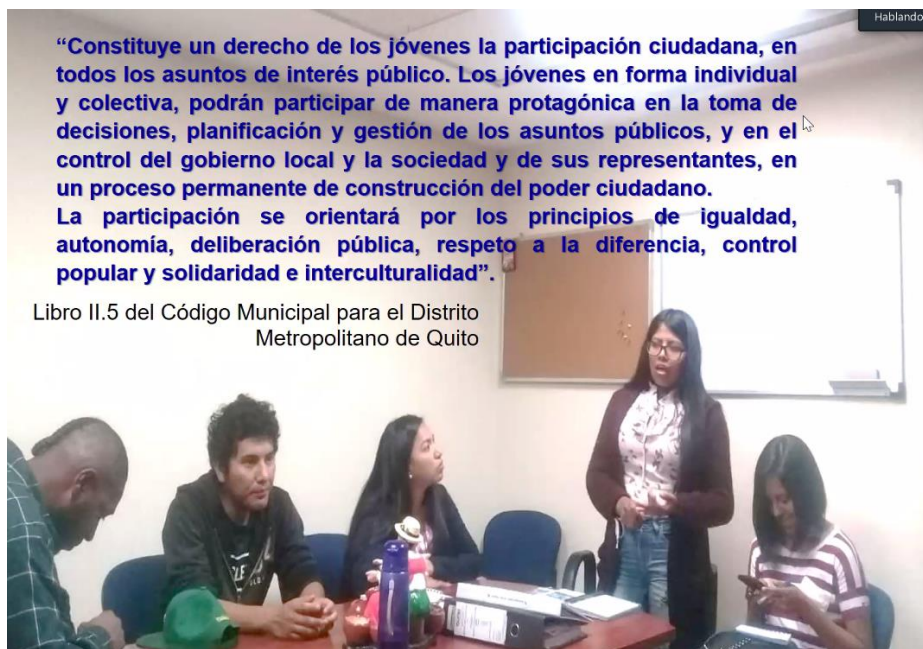 Hablando
“Constituye un derecho de los jóvenes la participación ciudadana, en
todos los asuntos de interés público. Los jóvenes en forma individual
y colectiva, podrán participar de manera protagónica en la toma de
decisiones, planificación y gestión de los asuntos públicos, y en el
control del gobierno local y la sociedad y de sus representantes, en
un proceso permanente de construcción del poder ciudadano.
La participación se orientará por los principios de igualdad,
autonomía, deliberación pública, respeto a la diferencia, control
popular y solidaridad e interculturalidad”.
Libro II.5 del Código Municipal para el Distrito
Metropolitano de Quito